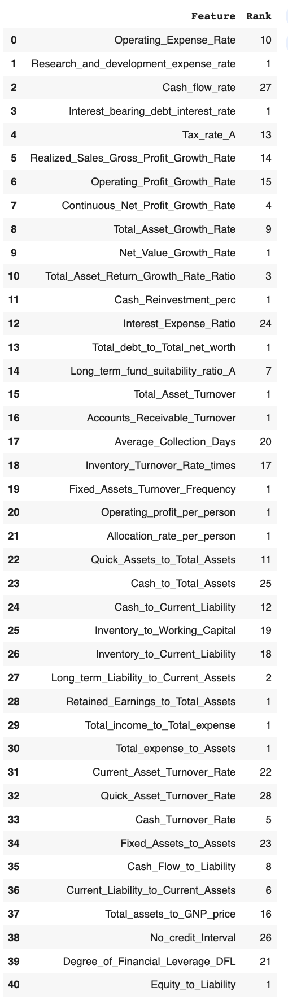 Feature Rank
0 Operating_Expense_Rate 10
1 Research_and_development_expense_rate 1
2 Cash_flow_rate 27
3 Interest_bearing_debt_interest_rate 1
4 Tax_rate_A 13
5 Realized_Sales_Gross_Profit_Growth_Rate 14
6 Operating_Profit_Growth_Rate 15
7 Continuous_Net_Profit_Growth_Rate 4
8 Total_Asset_Growth_Rate 9
9 Net_Value_Growth_Rate 1
10 Total_Asset_Return_Growth_Rate_Ratio 3
11 Cash_Reinvestment_perc 1
12 Interest_Expense_Ratio 24
13 Total_debt_to_Total_net_worth 1
14 Long_term_fund_suitability_ratio_A 7
15 Total_Asset_Turnover 1
16 Accounts_Receivable_Turnover 1
17 Average_Collection_Days 20
18 Inventory_Turnover_Rate_times 17
19 Fixed_Assets_Turnover_Frequency 1
20 Operating_profit_per_person 1
21 Allocation_rate_per_person 1
22 Quick_Assets_to_Total_Assets 11
23 Cash_to_Total_Assets 25
24 Cash_to_Current_Liability 12
25 Inventory_to_Working_Capital 19
26 Inventory_to_Current_Liability 18
27 Long_term_Liability_to_Current_Assets 2
28 Retained_Earnings_to_Total_Assets 1
29 Total_income_to_Total_expense 1
30 Total_expense_to_Assets 1
31 Current_Asset_Turnover_Rate 22
32 Quick_Asset_Turnover_Rate 28
33 Cash_Turnover_Rate 5
34 Fixed_Assets_to_Assets 23
35 Cash_Flow_to_Liability 8
36 Current_Liability_to_Current_Assets 6
37 Total_assets_to_GNP_price 16
38 No_credit_Interval 26
39 Degree_of_Financial_Leverage_DFL 21
40 Equity_to_Liability 1